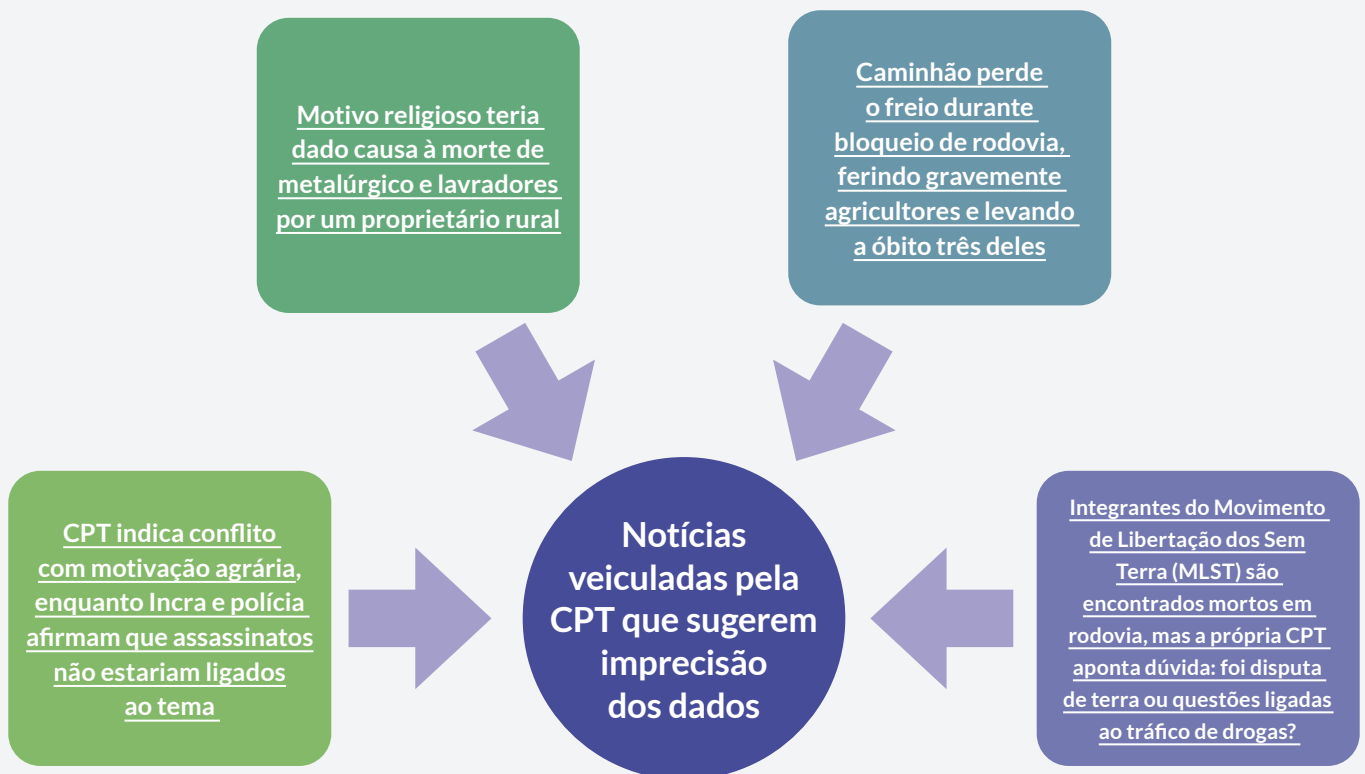 Motivo religioso teria
dado causa à morte de
metalúrgico e lavradores
por um proprietário rural
Caminhão perde
o freio durante
bloqueio de rodovia,
ferindo gravemente
agricultores e levando
a óbito três deles
CPT indica conflito
com motivação agrária,
enquanto Incra e polícia
afirmam que assassinatos
não estariam ligados
ao tema
Notícias
veiculadas pela
CPT que sugerem
imprecisão
dos dados
Integrantes do Movimento
de Libertação dos Sem
Terra (MLST) são
encontrados mortos em
rodovia, mas a própria CPT
aponta dúvida: foi disputa
de terra ou questões ligadas
ao tráfico de drogas?